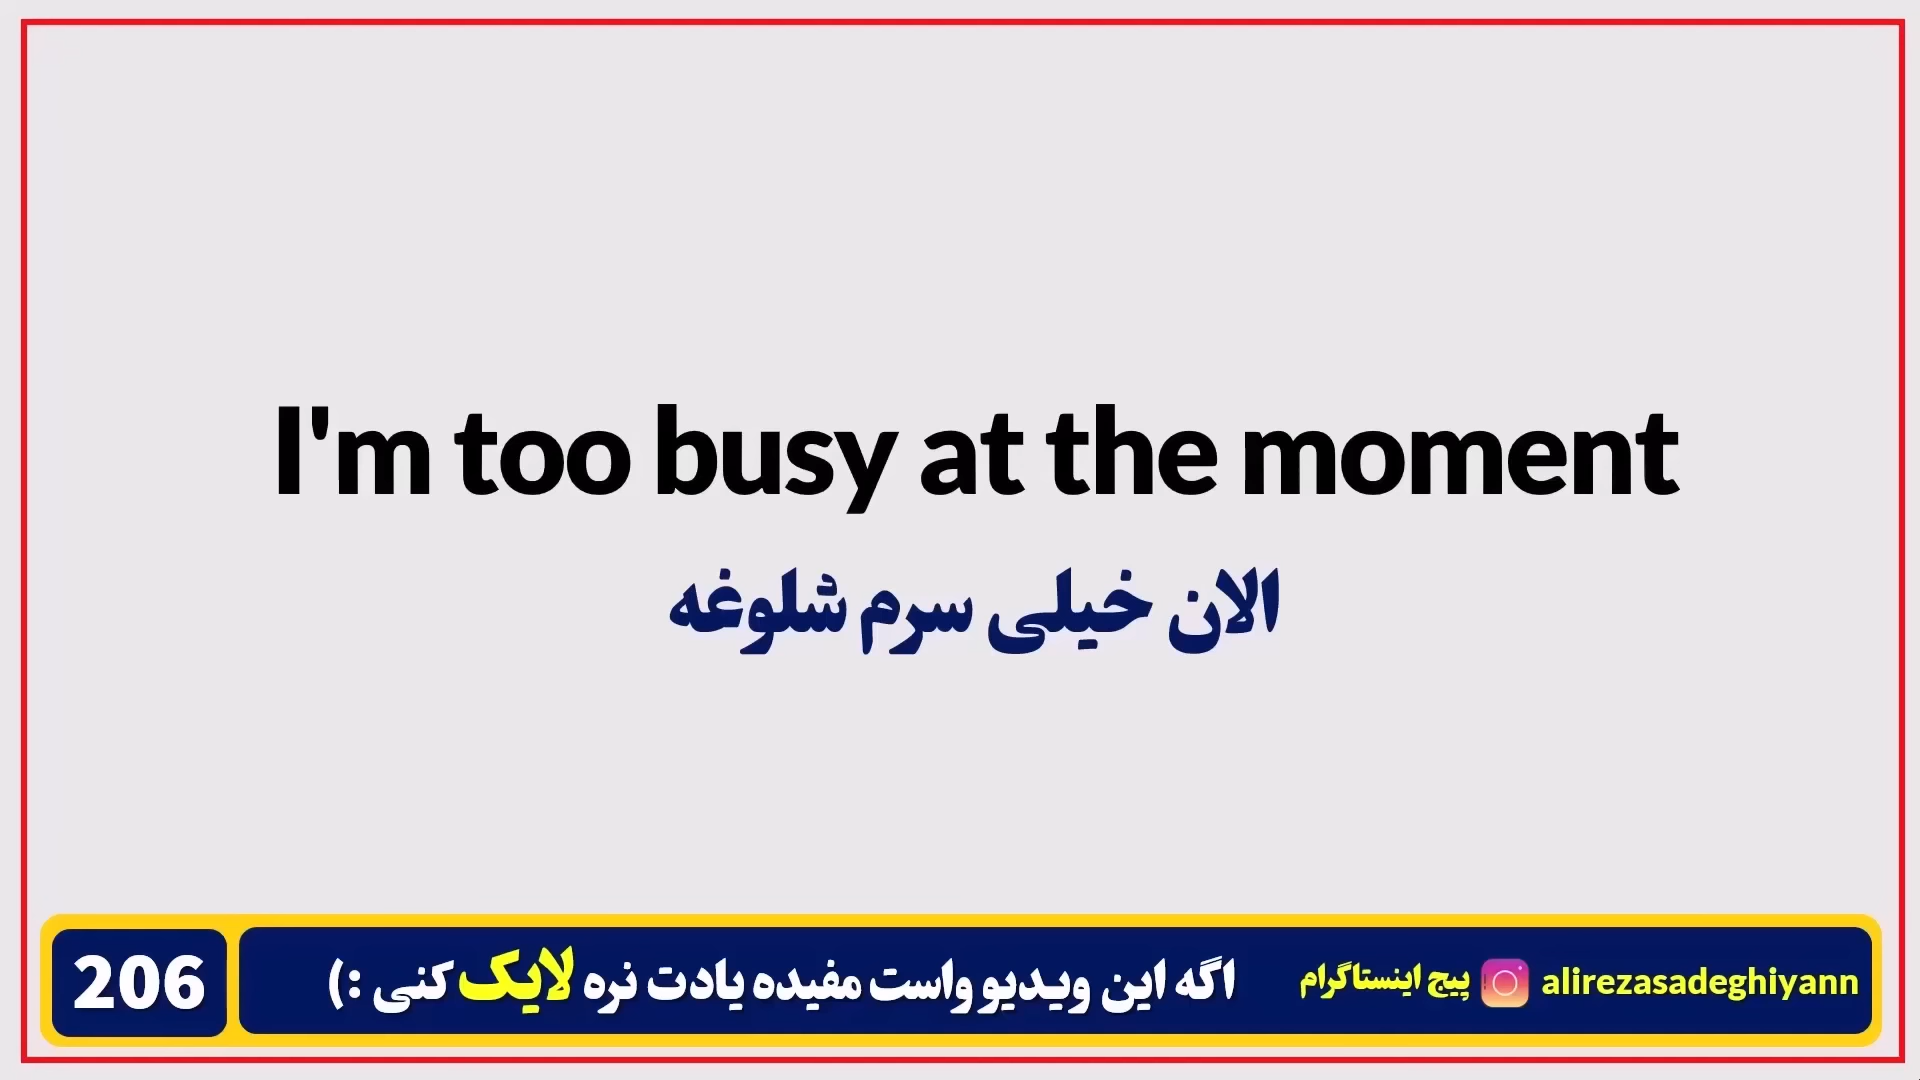 I'm too busy at the moment
الان خیلی سرم شلوغه
206
اگه این ویدیو واست مفیده یادت نره لایک کنی :)
پیج اینستاگرام alirezasadeghiyann